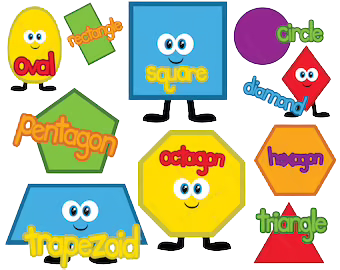 oval
rectangle
square
circle
diamond
pentagon
octagon
hexagon
trapezoid
triangle